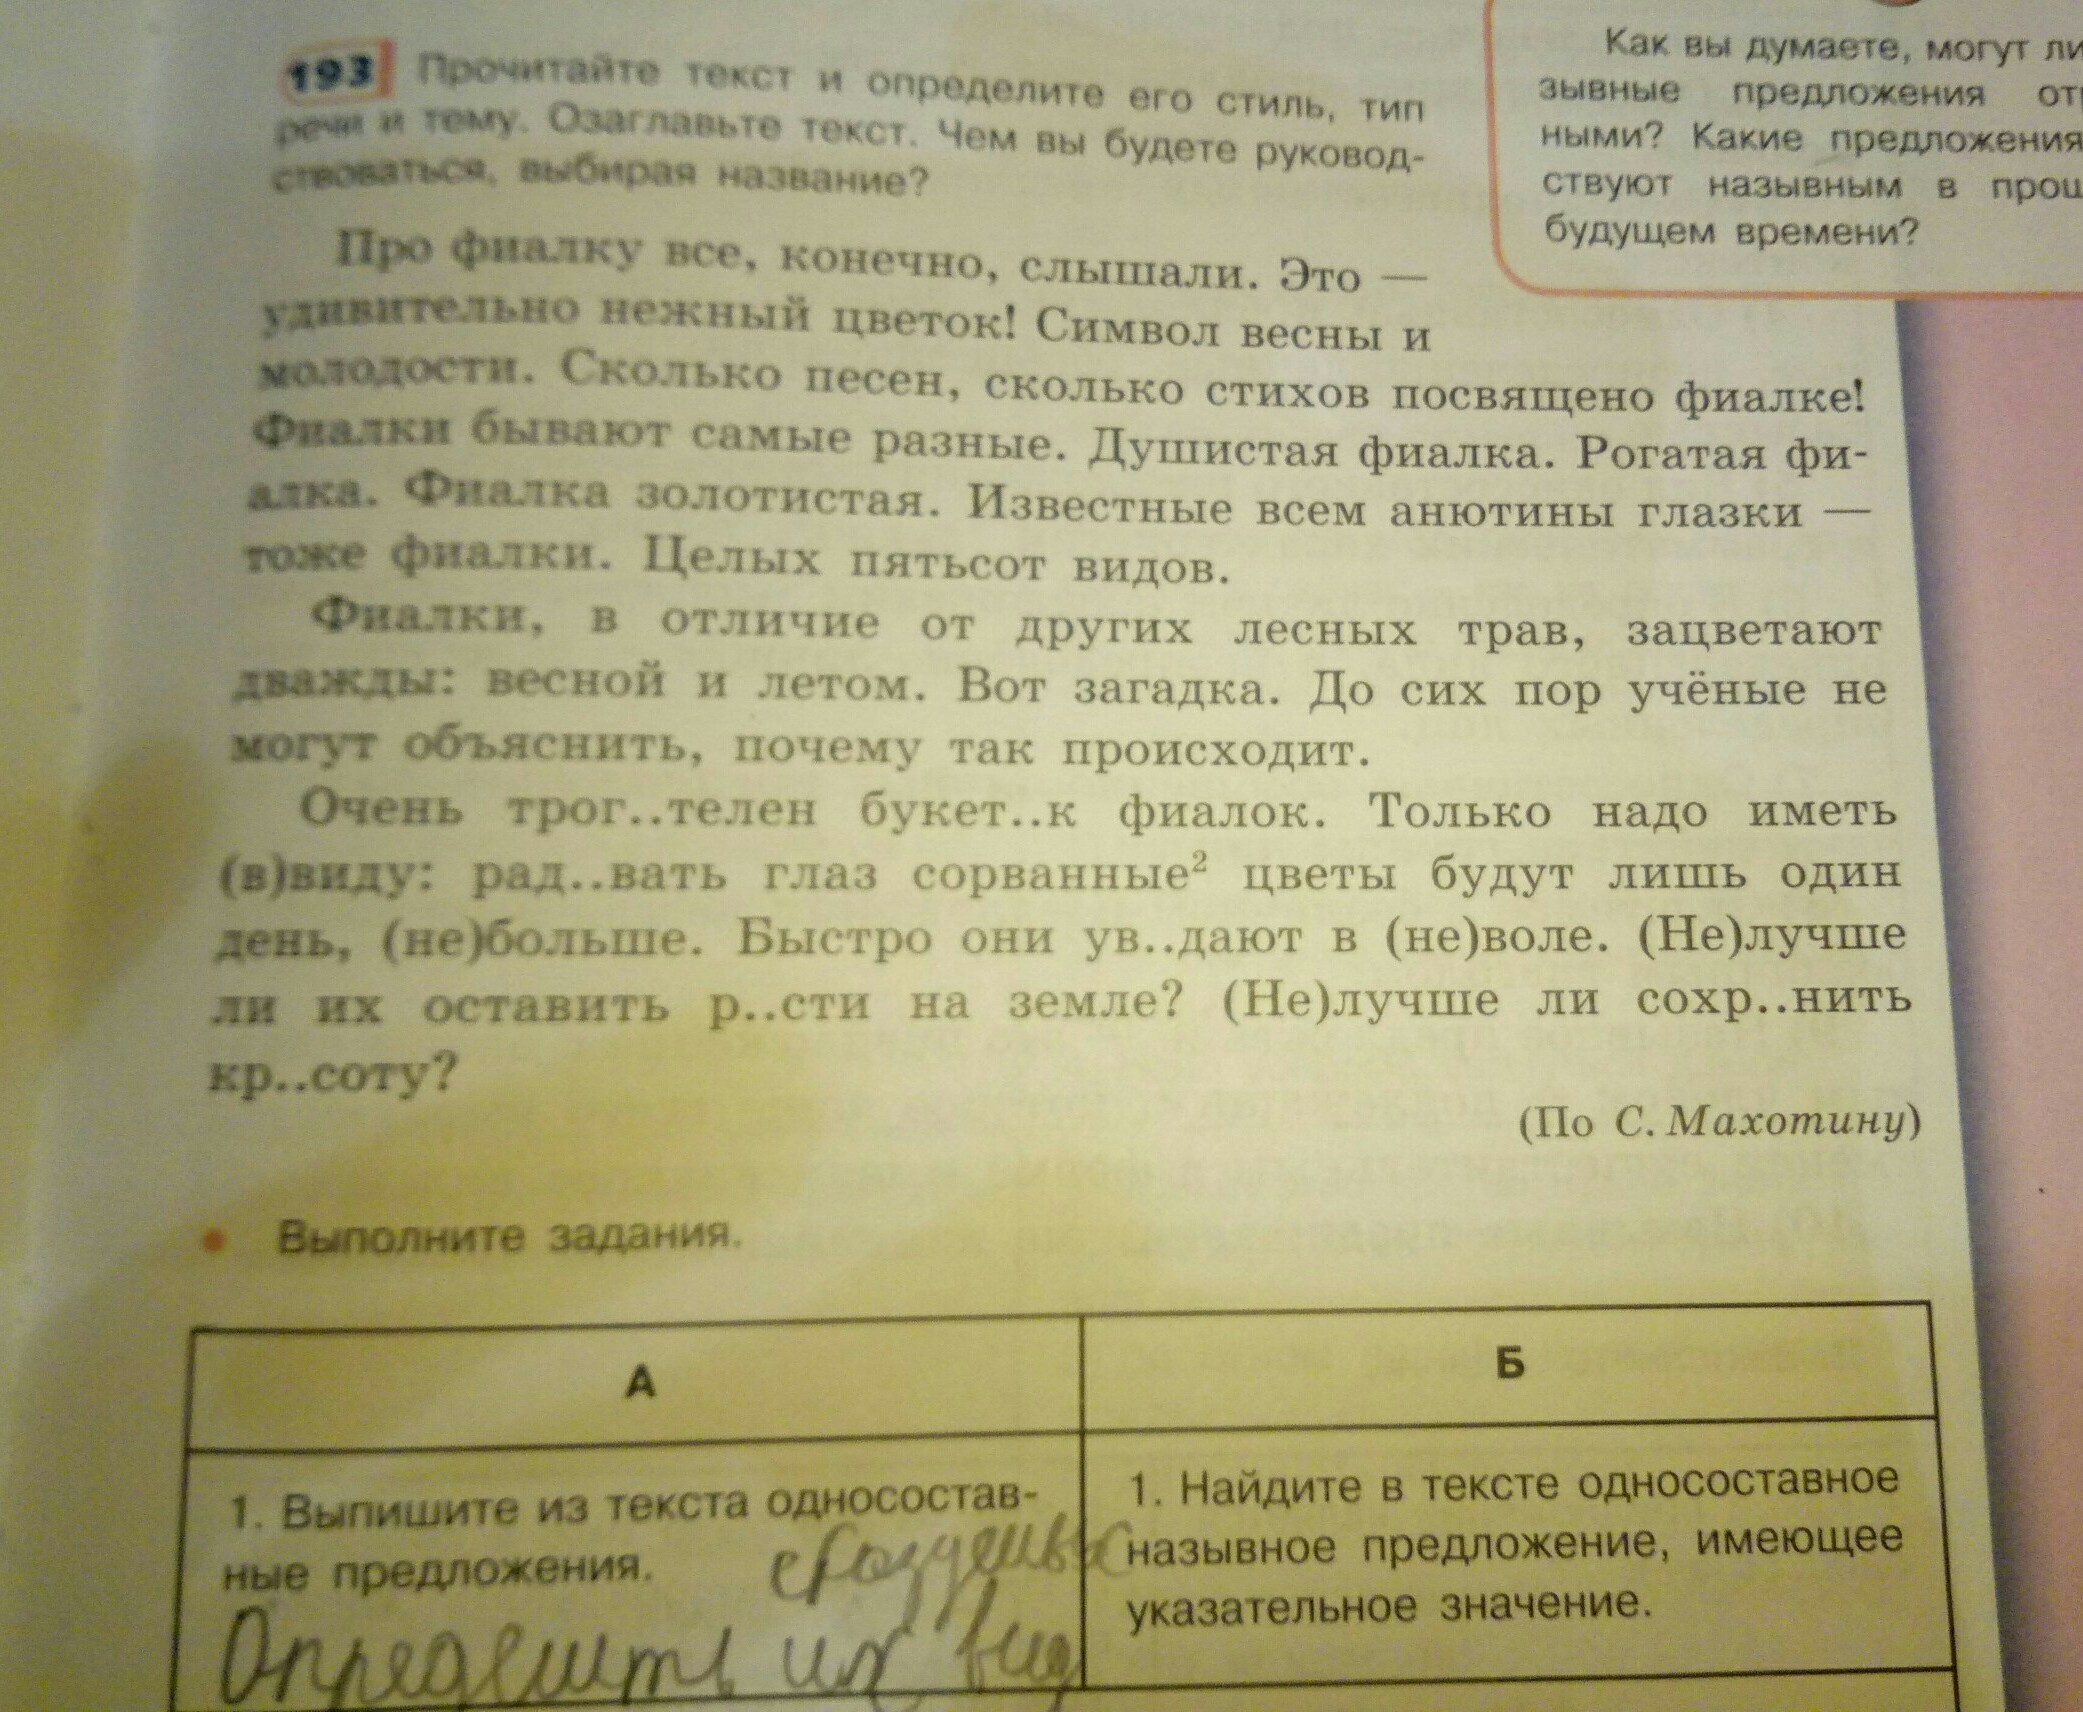 193 Прочитайте текст и определите его стиль, тип
речи и тему. Озаглавьте текст. Чем вы будете руковод-
ствоваться, выбирая название?
Как вы думаете, могут ли
зывные предложения от
ными? Какие предложения
ствуют назывным в прош
будущем времени?
Про фиалку все, конечно, слышали. Это —
удивительно нежный цветок! Символ весны и
молодости. Сколько песен, сколько стихов посвящено фиалке!
Фиалки бывают самые разные. Душистая фиалка. Рогатая фи-
алка. Фиалка золотистая. Известные всем анютины глазки —
тоже фиалки. Целых пятьсот видов.
Фиалки, в отличие от других лесных трав, зацветают
дважды: весной и летом. Вот загадка. До сих пор учёные не
могут объяснить, почему так происходит.
Очень трог..телен букет..к фиалок. Только надо иметь
(в)виду: рад..вать глаз сорванные² цветы будут лишь один
день, (не)больше. Быстро они ув..дают в (не)воле. (Не)лучше
ли их оставить р..сти на земле? (Не)лучше ли сохр..нить
кр..соту?
(По С. Махотину)
• Выполните задания.
А
Б
1. Выпишите из текста односостав-
ные предложения.
Определить их вид
1. Найдите в тексте односоставное
назывное предложение, имеющее
указательное значение.